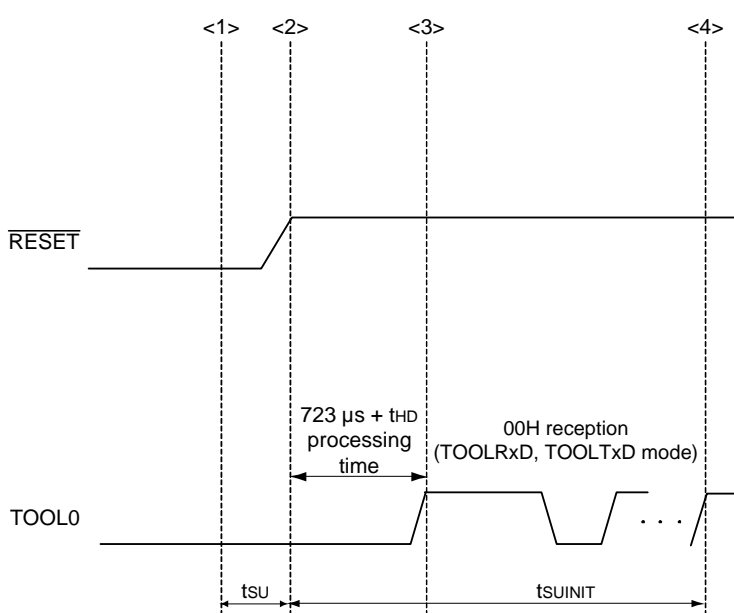 <1> <2> <3> <4>
RESET
723 µs + tHD
processing
time
00H reception
(TOOLRxD, TOOLTxD mode)
TOOL0
. . .
tSU
tSUINIT